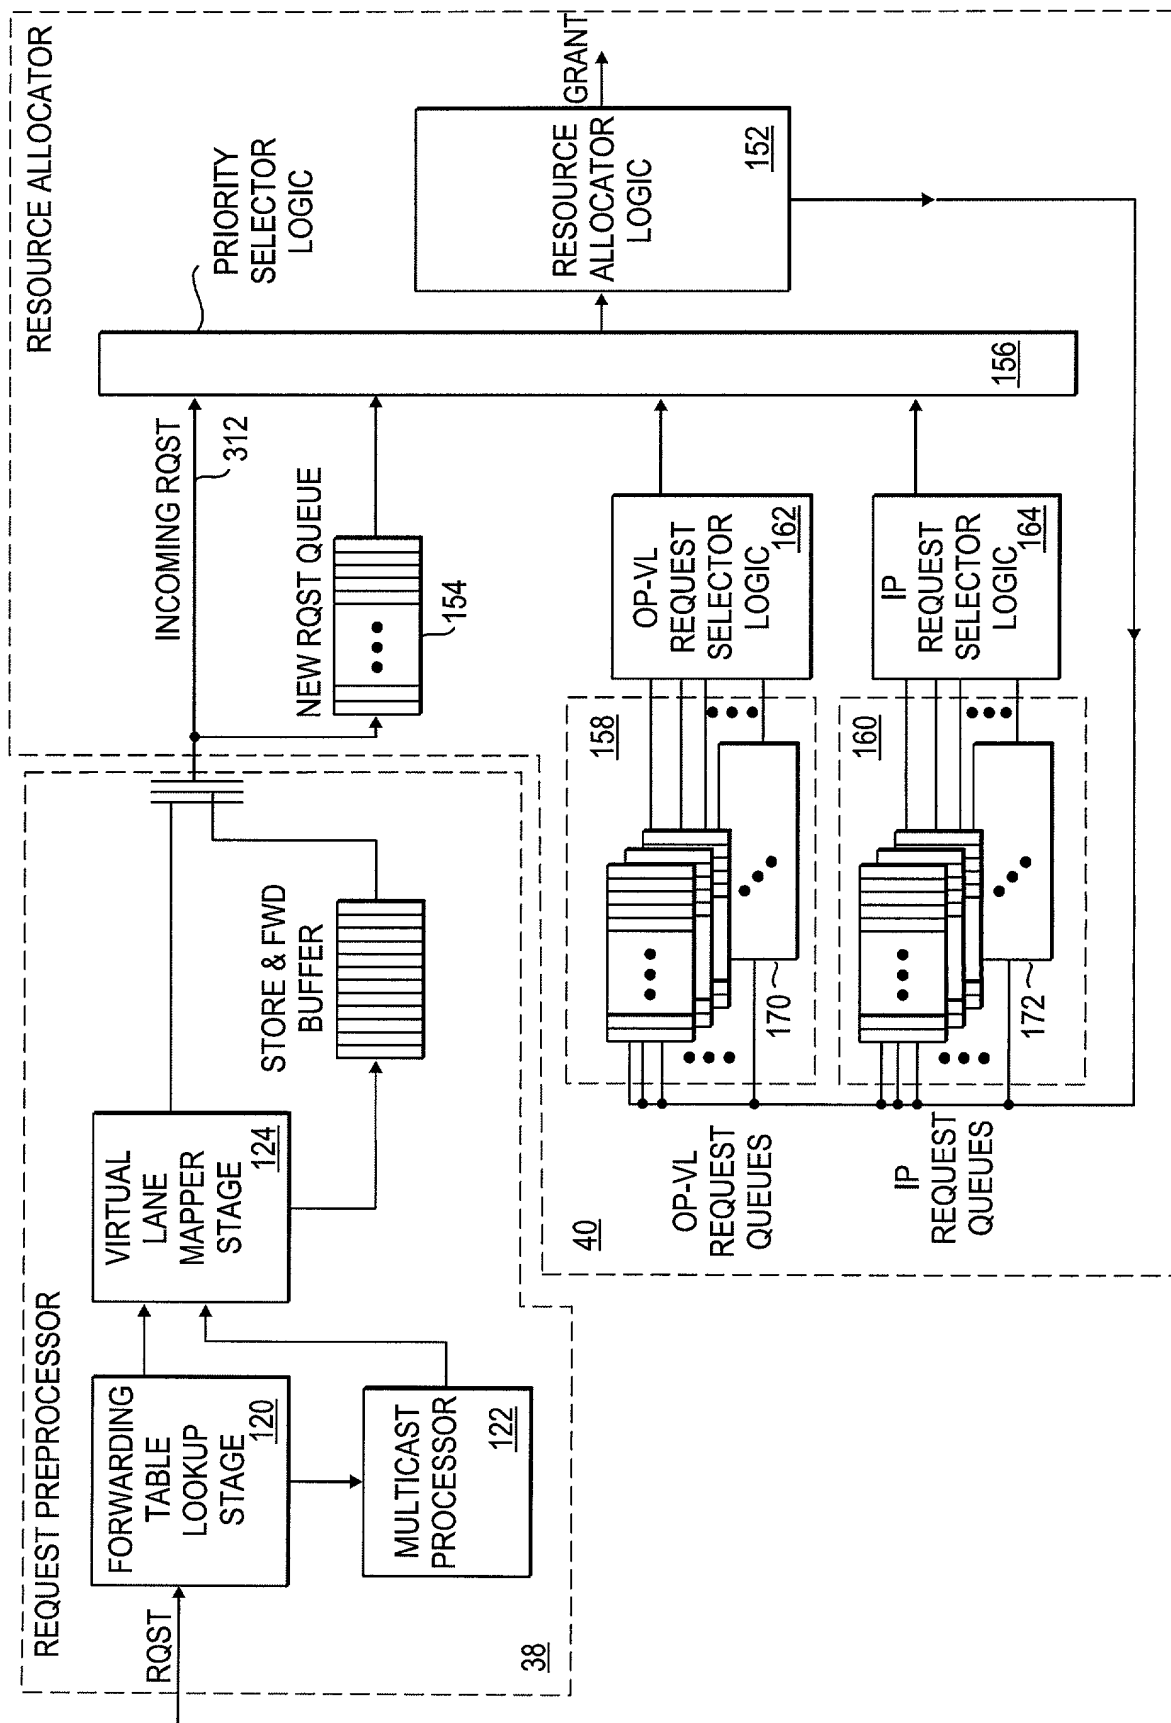 REQUEST PREPROCESSOR
RQST
FORWARDING
TABLE
LOOKUP
STAGE
120
MULTICAST
PROCESSOR
122
38
VIRTUAL
LANE
MAPPER
STAGE
124
STORE & FWD
BUFFER
RESOURCE ALLOCATOR
INCOMING RQST
312
NEW RQST QUEUE
154
PRIORITY
SELECTOR
LOGIC
156
RESOURCE
ALLOCATOR
LOGIC
152
GRANT
40
OP-VL
REQUEST
QUEUES
158
170
OP-VL
REQUEST
SELECTOR
LOGIC
162
IP
REQUEST
QUEUES
160
172
IP
REQUEST
SELECTOR
LOGIC
164